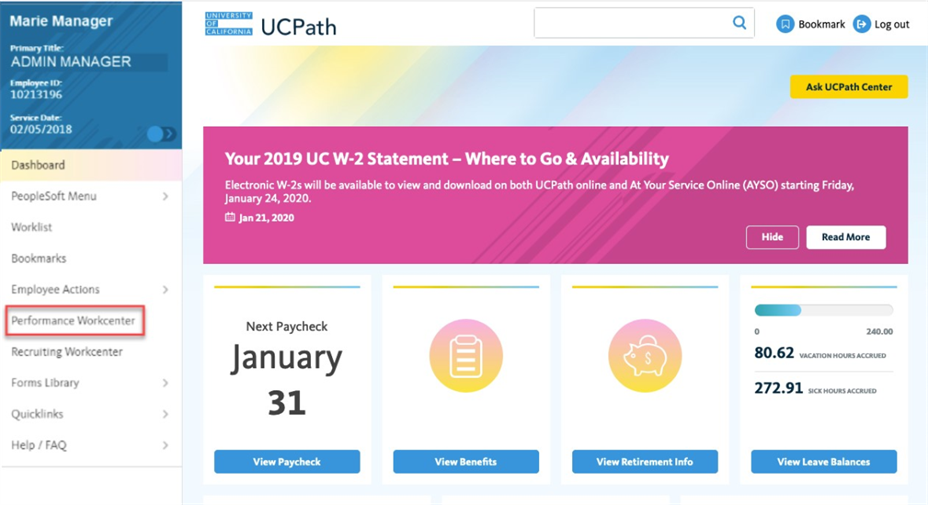 Marie Manager
Primary Title:
ADMIN MANAGER
Employee ID:
10213196
Service Date:
02/05/2018
Dashboard
PeopleSoft Menu
Worklist
Bookmarks
Employee Actions
Performance Workcenter
Recruiting Workcenter
Forms Library
Quicklinks
Help / FAQ
UNIVERSITY
OF
CALIFORNIA
UCPath
Bookmark
Log out
Ask UCPath Center
Your 2019 UC W-2 Statement – Where to Go & Availability
Electronic W-2s will be available to view and download on both UCPath online and At Your Service Online (AYSO) starting Friday,
January 24, 2020.
Jan 21, 2020
Hide
Read More
Next Paycheck
January
31
View Paycheck
View Benefits
View Retirement Info
0 240.00
80.62 VACATION HOURS ACCRUED
272.91 SICK HOURS ACCRUED
View Leave Balances